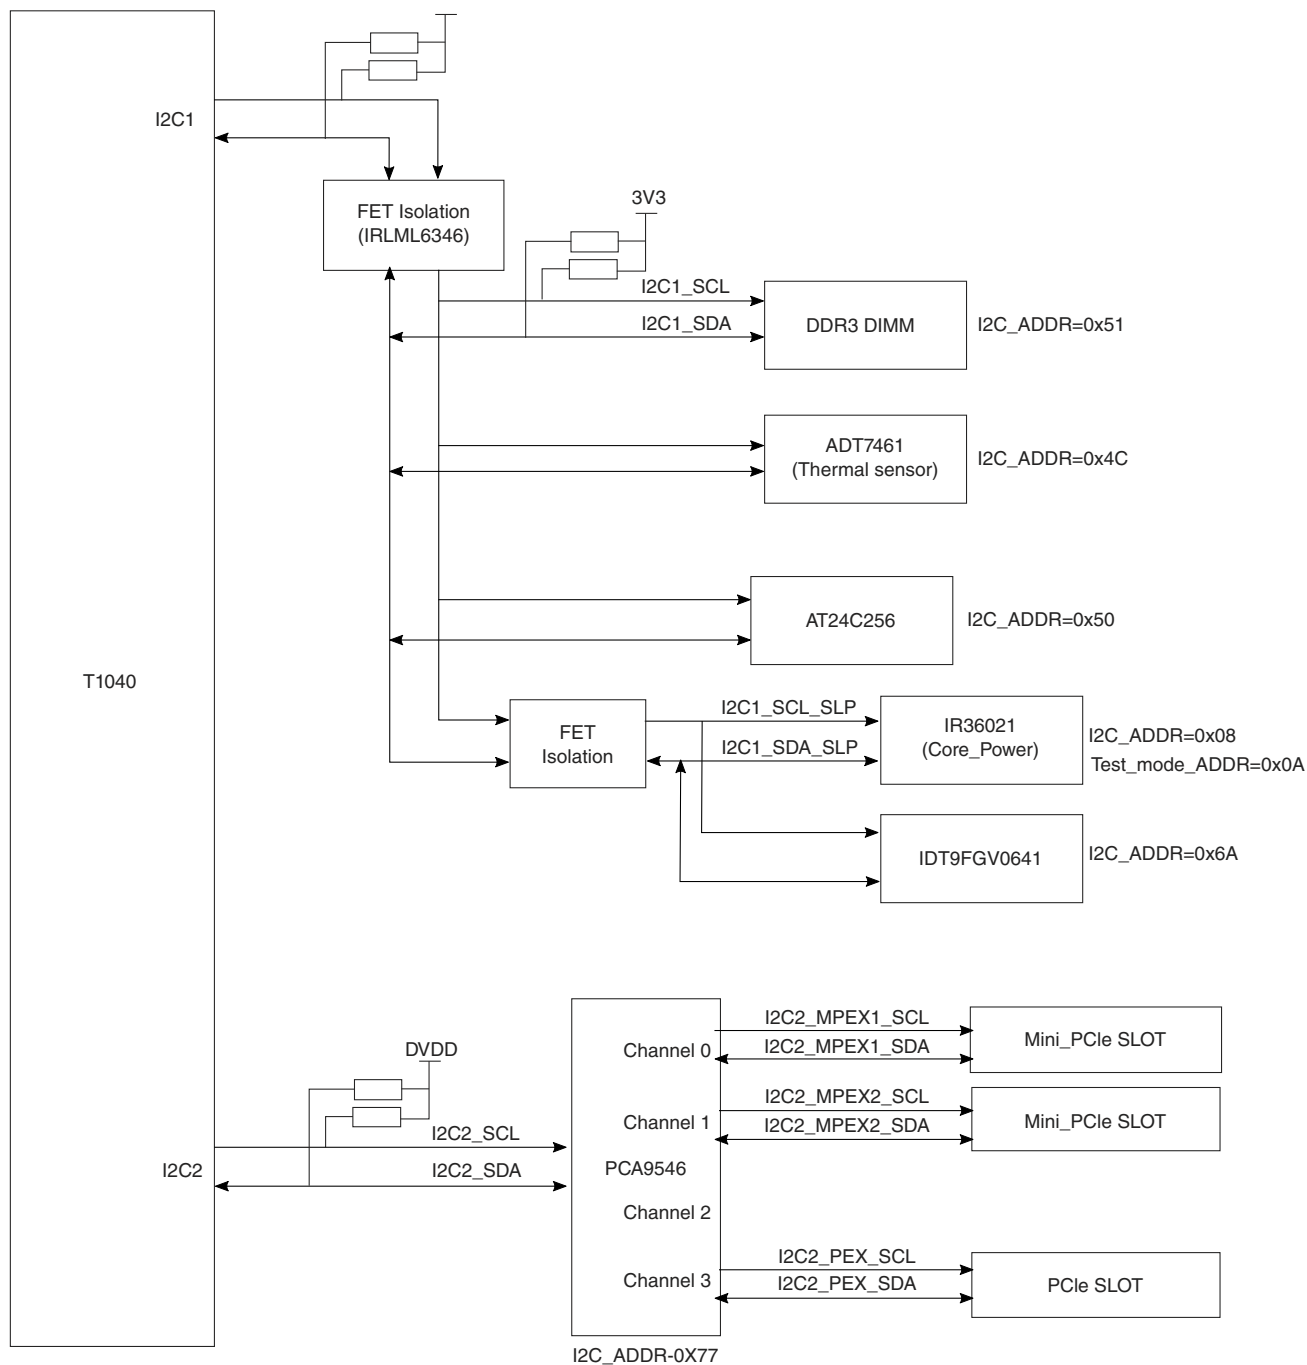 I2C1
FET Isolation
(IRLML6346)
3V3
I2C1_SCL
I2C1_SDA
DDR3 DIMM
I2C_ADDR=0x51
ADT7461
(Thermal sensor)
I2C_ADDR=0x4C
AT24C256
I2C_ADDR=0x50
T1040
FET
Isolation
I2C1_SCL_SLP
I2C1_SDA_SLP
IR36021
(Core_Power)
I2C_ADDR=0x08
Test_mode_ADDR=0x0A
IDT9FGV0641
I2C_ADDR=0x6A
DVDD
I2C2_SCL
I2C2
I2C2_SDA
Channel 0
Channel 1
PCA9546
Channel 2
Channel 3
I2C_ADDR-0X77
I2C2_MPEX1_SCL
I2C2_MPEX1_SDA
Mini_PCIe SLOT
I2C2_MPEX2_SCL
I2C2_MPEX2_SDA
Mini_PCIe SLOT
I2C2_PEX_SCL
I2C2_PEX_SDA
PCIe SLOT